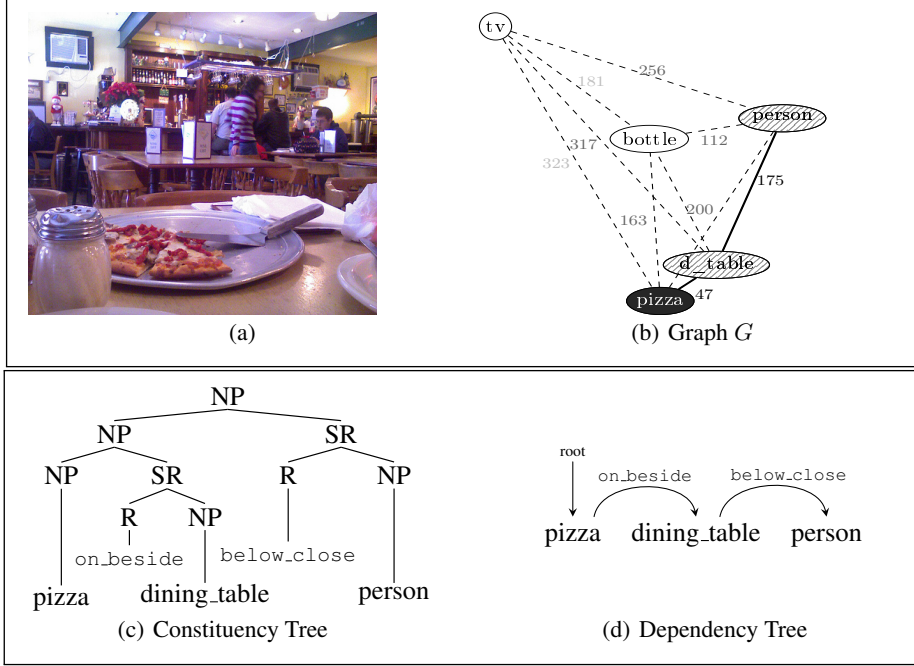 tv
256
181
person
bottle
112
317
323
175
200
163
d_table
47
pizza
(a)
(b) Graph G
NP
NP SR
NP SR R NP
R NP
on_beside below_close
pizza dining_table person
(c) Constituency Tree
root
on_beside below_close
pizza dining_table person
(d) Dependency Tree